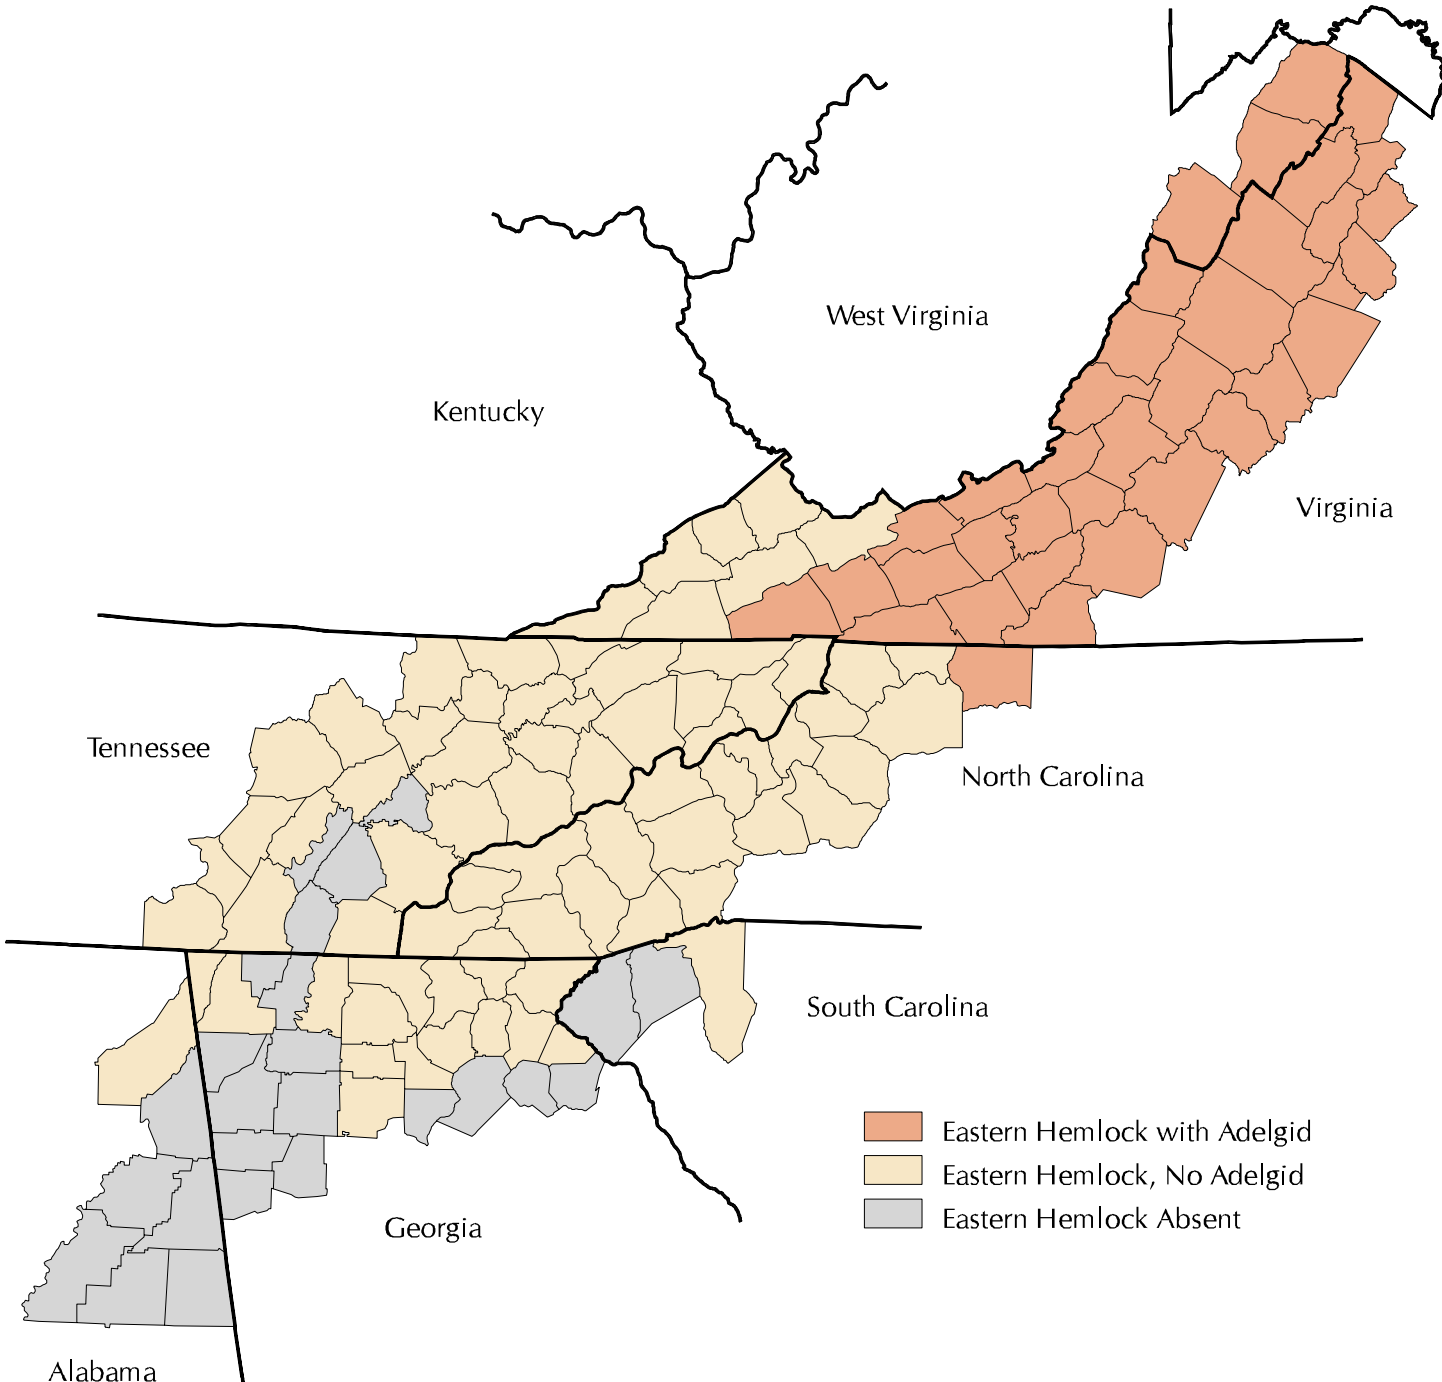 West Virginia
Kentucky
Virginia
Tennessee
North Carolina
South Carolina
Eastern Hemlock with Adelgid
Eastern Hemlock, No Adelgid
Eastern Hemlock Absent
Georgia
Alabama